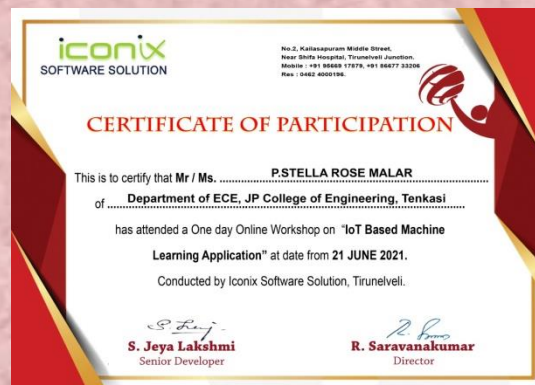 iconix
SOFTWARE SOLUTION
No.2, Kailasapuram Middle Street,
Near Shifa Hospital, Tirunelveli Junction.
Mobile : +91 95669 17879, +91 86677 33206
Res : 0462 4000196.
CERTIFICATE OF PARTICIPATION
This is to certify that Mr / Ms. P.STELLA ROSE MALAR
of Department of ECE, JP College of Engineering, Tenkasi
has attended a One day Online Workshop on “IoT Based Machine
Learning Application” at date from 21 JUNE 2021.
Conducted by Iconix Software Solution, Tirunelveli.
S. Jeya Lakshmi
Senior Developer
R. Saravanakumar
Director